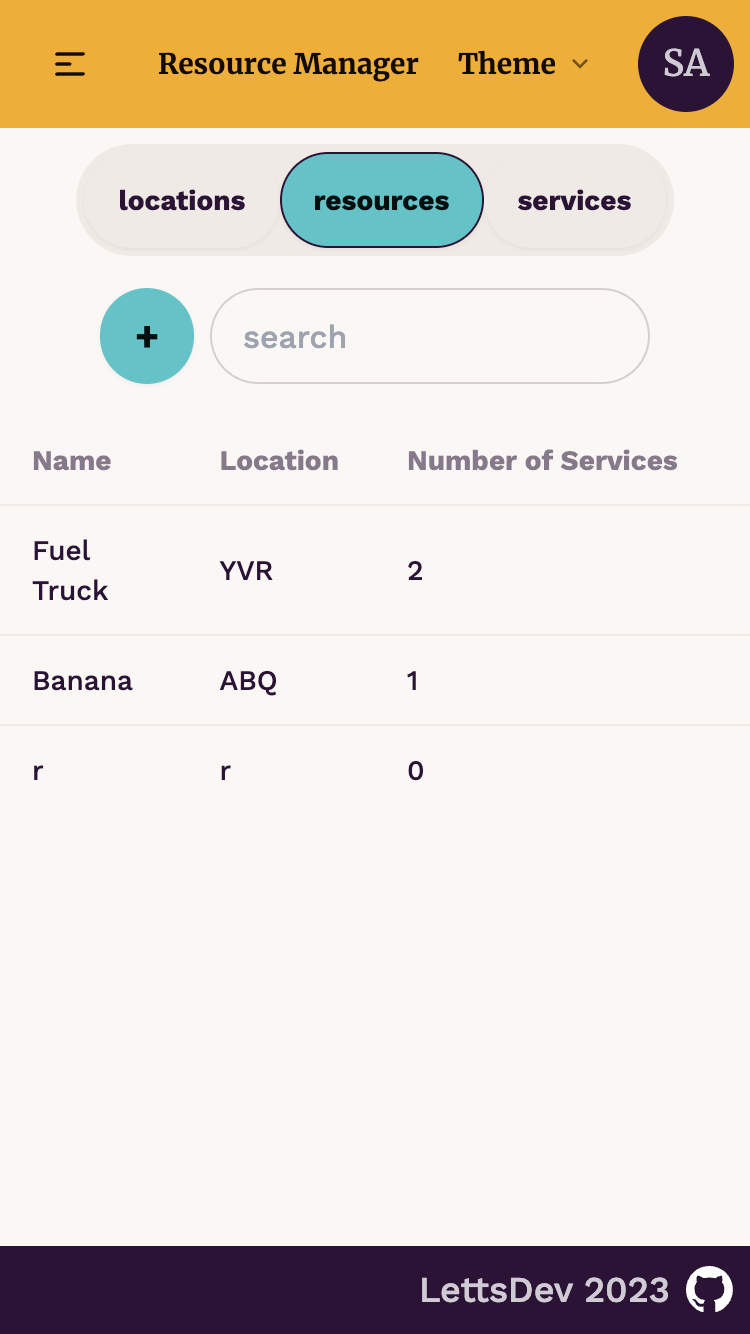 Resource Manager Theme SA
locations resources services
+ search
Name Location Number of Services
Fuel
Truck YVR 2
Banana ABQ 1
r r 0
LettsDev 2023